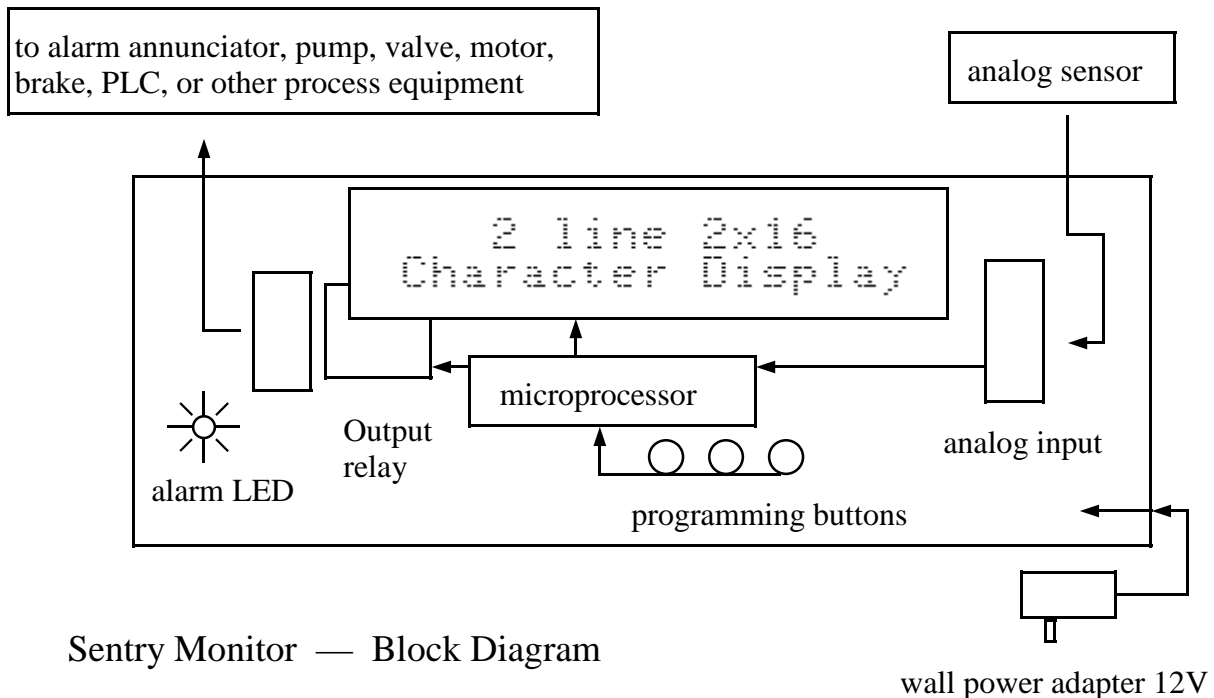 to alarm annunciator, pump, valve, motor,
brake, PLC, or other process equipment
analog sensor
2 line 2x16
Character Display
microprocessor
Output
relay
analog input
alarm LED
programming buttons
Sentry Monitor — Block Diagram
wall power adapter 12V